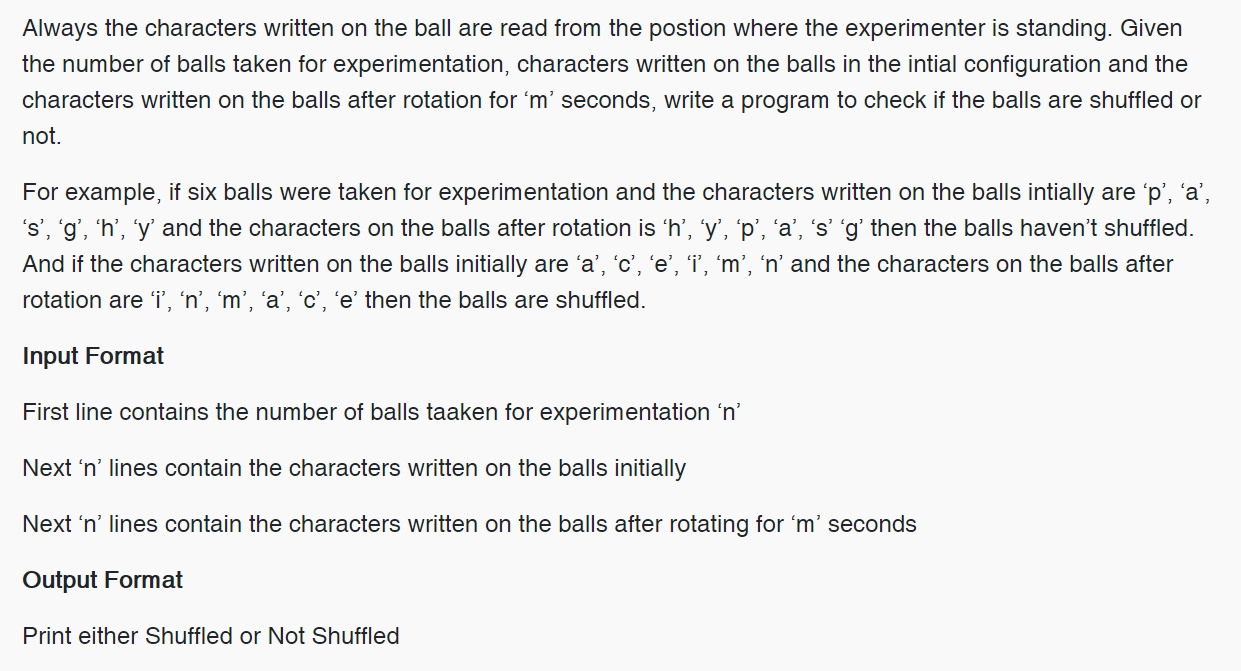 Always the characters written on the ball are read from the postion where the experimenter is standing. Given
the number of balls taken for experimentation, characters written on the balls in the intial configuration and the
characters written on the balls after rotation for ‘m’ seconds, write a program to check if the balls are shuffled or
not.
For example, if six balls were taken for experimentation and the characters written on the balls intially are ‘p’, ‘a’,
‘s’, ‘g’, ‘h’, ‘y’ and the characters on the balls after rotation is ‘h’, ‘y’, ‘p’, ‘a’, ‘s’ ‘g’ then the balls haven’t shuffled.
And if the characters written on the balls initially are ‘a’, ‘c’, ‘e’, ‘i’, ‘m’, ‘n’ and the characters on the balls after
rotation are ‘i’, ‘n’, ‘m’, ‘a’, ‘c’, ‘e’ then the balls are shuffled.
Input Format
First line contains the number of balls taaken for experimentation ‘n’
Next ‘n’ lines contain the characters written on the balls initially
Next ‘n’ lines contain the characters written on the balls after rotating for ‘m’ seconds
Output Format
Print either Shuffled or Not Shuffled